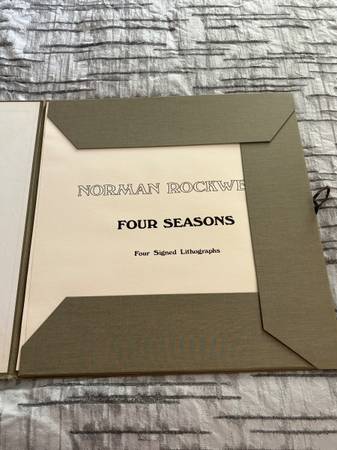 NORMAN ROCKWE
FOUR SEASONS
Four Signed Lithographs